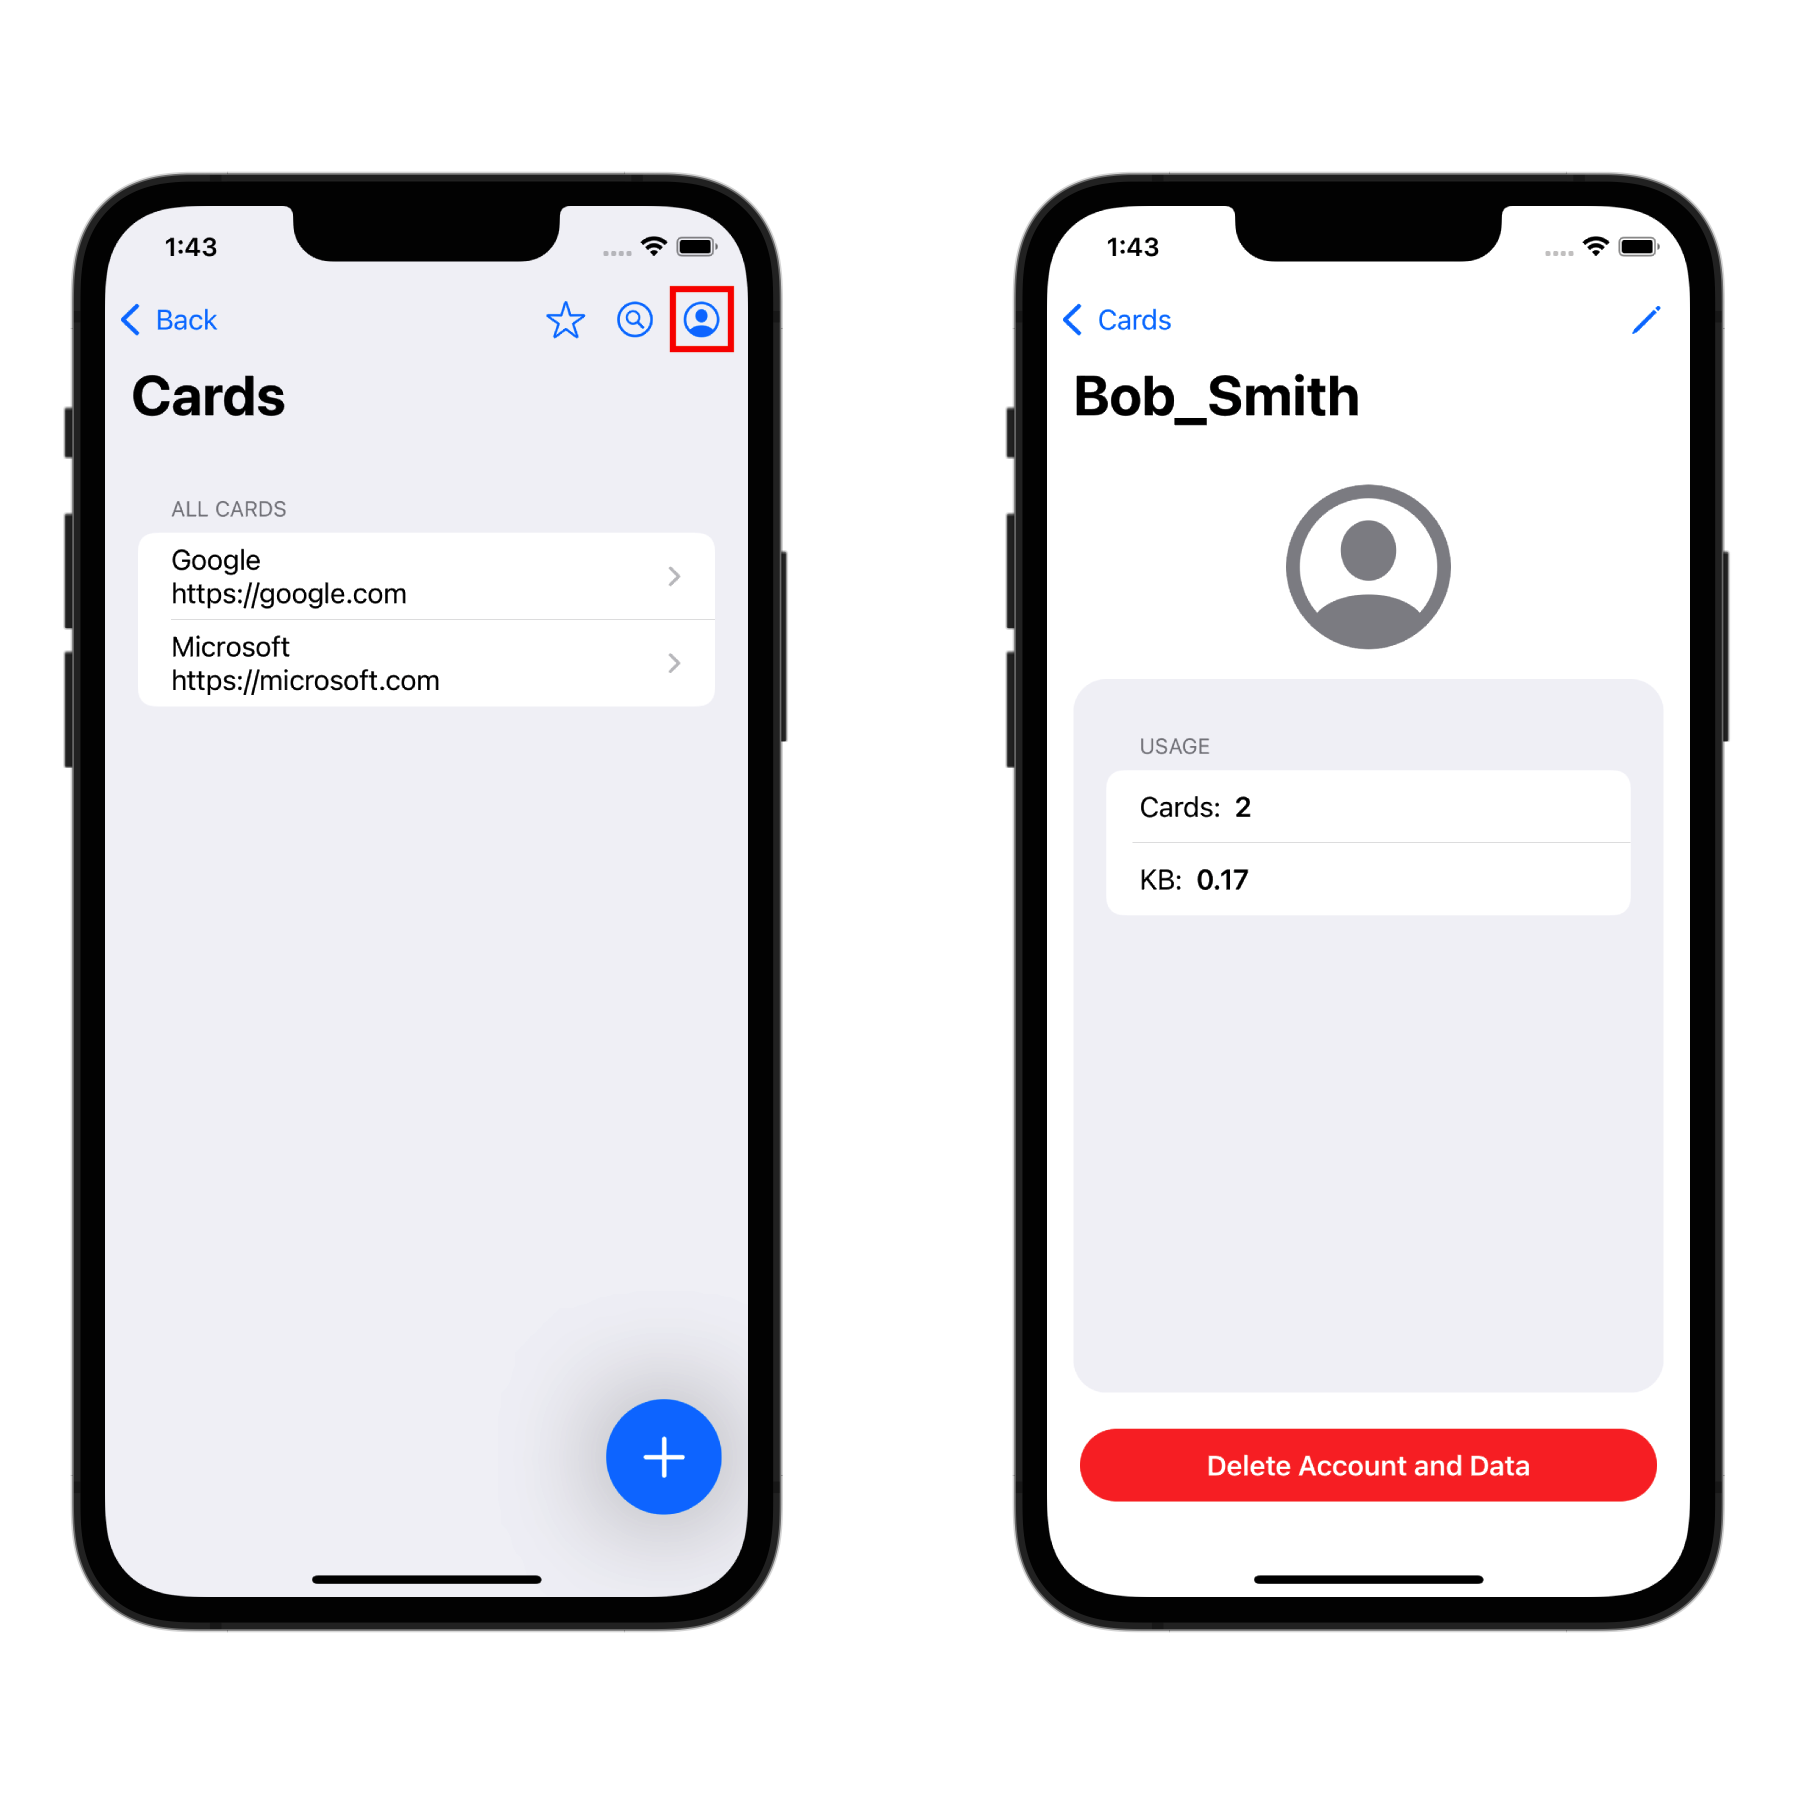 1:43
Back
Cards
ALL CARDS
Google
https://google.com
Microsoft
https://microsoft.com
1:43
Cards
Bob_Smith
USAGE
Cards: 2
KB: 0.17
Delete Account and Data